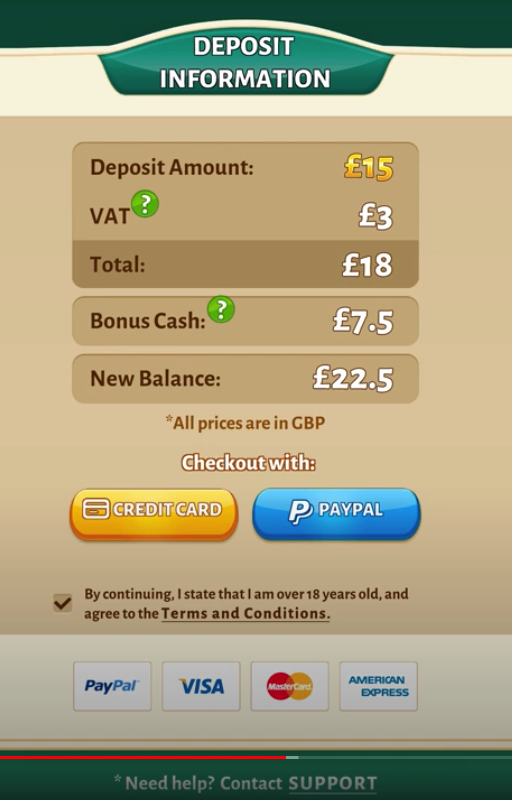 DEPOSIT
INFORMATION
Deposit Amount: £15
VAT ? £3
Total: £18
Bonus Cash: ? £7.5
New Balance: £22.5
*All prices are in GBP
Checkout with:
CREDIT CARD PAYPAL
By continuing, I state that I am over 18 years old, and
agree to the Terms and Conditions.
PayPal VISA MasterCard AMERICAN EXPRESS
* Need help? Contact SUPPORT